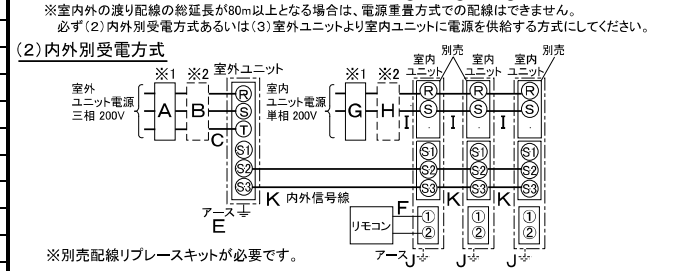 ※室内外の渡り配線の総延長が80m以上となる場合は、電源重畳方式での配線はできません。
必ず(2)内外別受電方式あるいは(3)室外ユニットより室内ユニットに電源を供給する方式にしてください。
(2)内外別受電方式
室外
ユニット電源
三相 200V
※1 ※2
A B C
室外ユニット
R
S
T
S1
S2
S3
アース
E
K 内外信号線
室内
ユニット電源
単相 200V
※1 ※2
G H
室内
ユニット
別売
室内
ユニット
室内
ユニット
別売
R R R
S S S
I I I
S1 S1 S1
S2 S2 S2
S3 S3 S3
K K
リモコン
F
① ① ①
② ② ②
アース J J J
※別売配線リプレースキットが必要です。